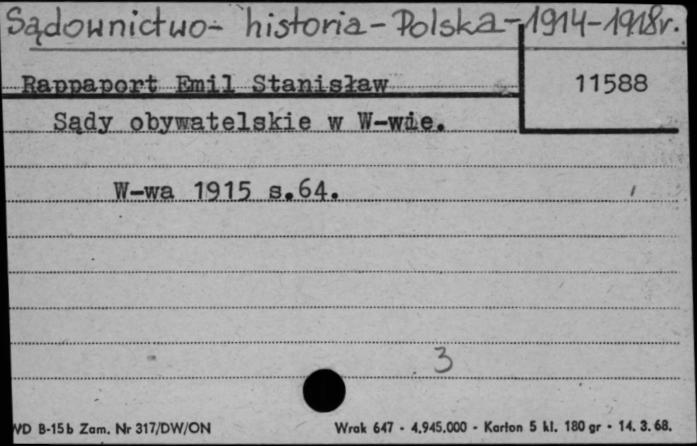 Sądownictwo - historia - Polska - 1914-1918r.
Rappaport Emil Stanisław
11588
Sądy obywatelskie w W-wie.
W-wa 1915 s.64.
3
WD B-15b Zam. Nr 317/DW/ON
Wrak 647 - 4.945.000 - Karton 5 kl. 180 gr - 14. 3. 68.